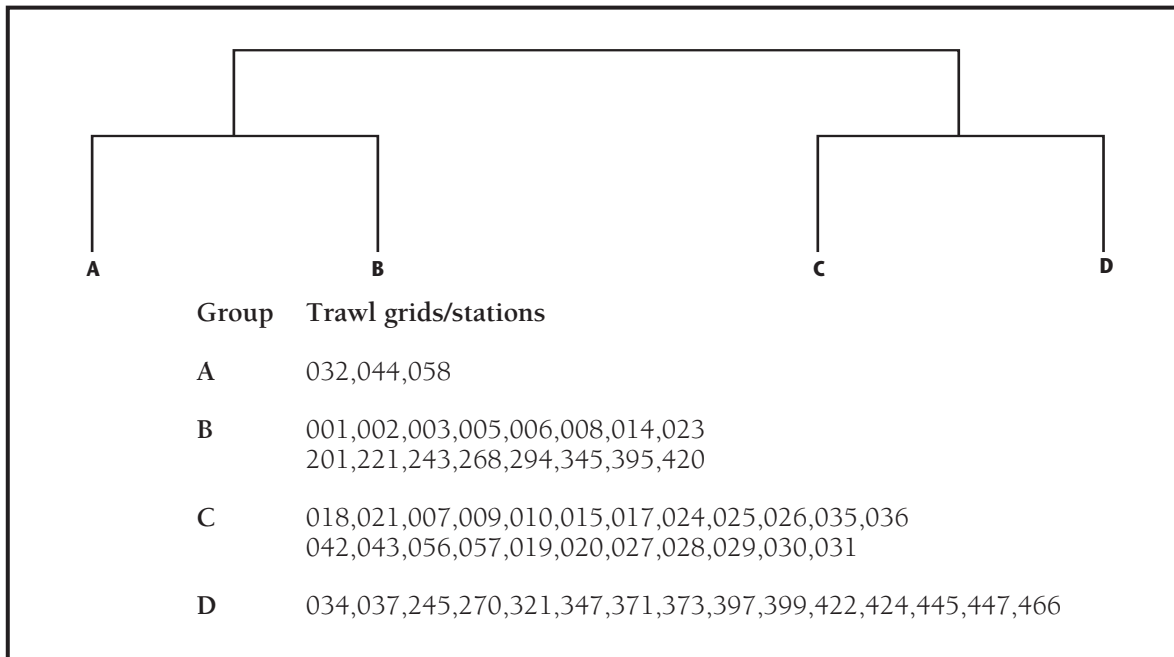 A B C D
Group Trawl grids/stations
A 032,044,058
B 001,002,003,005,006,008,014,023
201,221,243,268,294,345,395,420
C 018,021,007,009,010,015,017,024,025,026,035,036
042,043,056,057,019,020,027,028,029,030,031
D 034,037,245,270,321,347,371,373,397,399,422,424,445,447,466